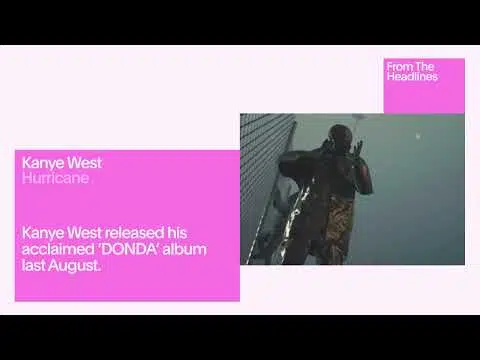 From The
Headlines
Kanye West
Hurricane
Kanye West released his
acclaimed ‘DONDA’ album
last August.